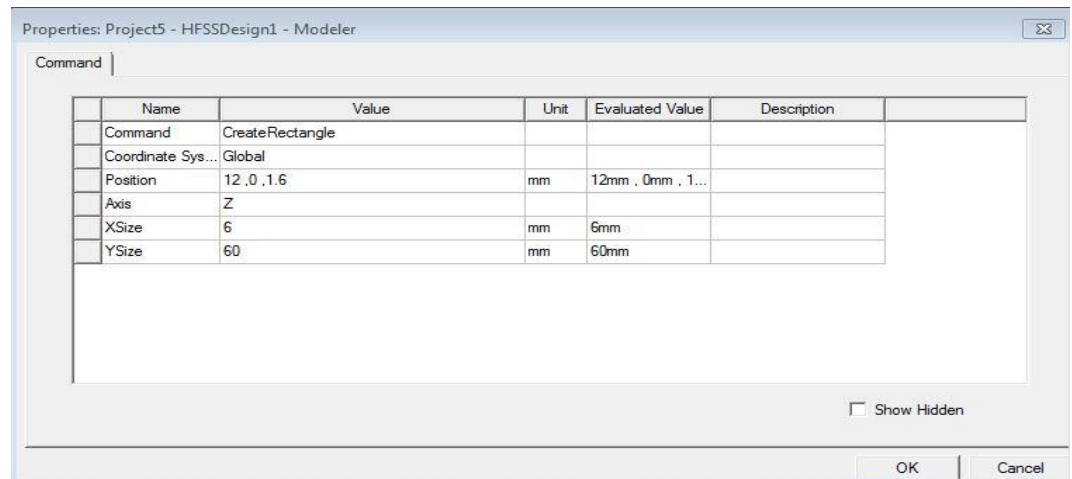 Properties: Project5 - HFSSDesign1 - Modeler
Command
Name Value Unit Evaluated Value Description
Command CreateRectangle
Coordinate Sys... Global
Position 12 ,0 ,1.6 mm 12mm , 0mm , 1...
Axis Z
XSize 6 mm 6mm
YSize 60 mm 60mm
Show Hidden
OK Cancel